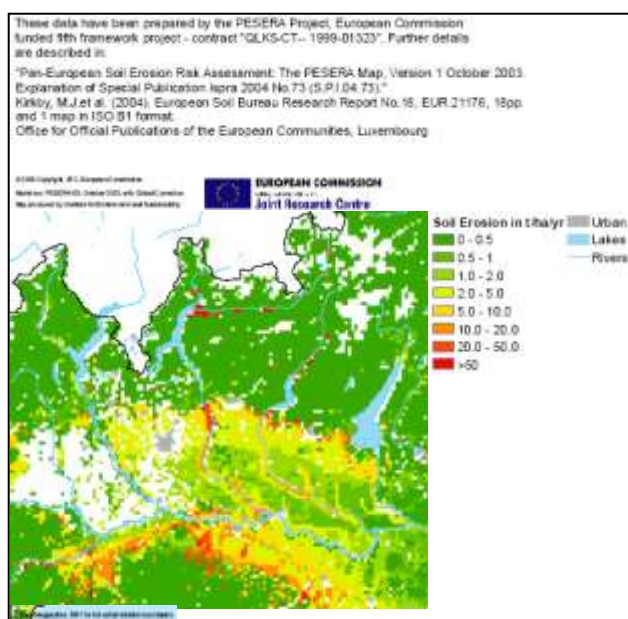 These data have been prepared by the PESERA Project, European Commission
funded fifth framework project - contract "QLKS-CT-- 1999-01323". Further details
are described in:
"Pan-European Soil Erosion Risk Assessment: The PESERA Map, Version 1 October 2003.
Explanation of Special Publication Ispra 2004 No.73 (S.P.I.04.73)."
Kirkby, M.J.et al. (2004). European Soil Bureau Research Report No.16, EUR 21176, 18pp.
and 1 map in ISO B1 format.
Office for Official Publications of the European Communities, Luxembourg
EUROPEAN COMMISSION
Joint Research Centre
Soil Erosion in t/ha/yr
0 - 0.5
0.5 - 1
1.0 - 2.0
2.0 - 5.0
5.0 - 10.0
10.0 - 20.0
20.0 - 50.0
>50
Urban
Lakes
Rivers